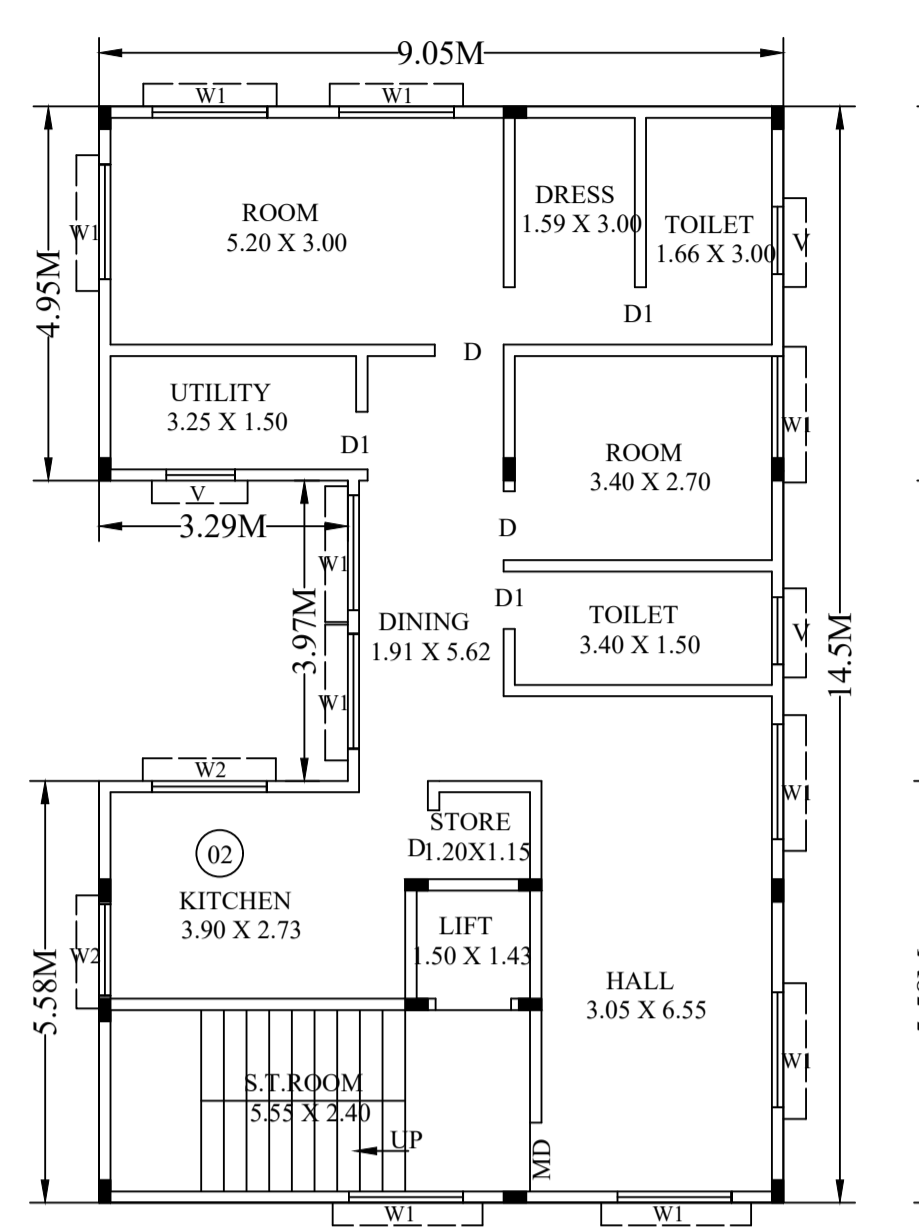 9.05M
W1
W1
W1
4.95M
ROOM
5.20 X 3.00
DRESS
1.59 X 3.00
TOILET
1.66 X 3.00
V
D1
D
UTILITY
3.25 X 1.50
D1
V
ROOM
3.40 X 2.70
W1
D
3.29M
W1
3.97M
W1
DINING
1.91 X 5.62
D1
TOILET
3.40 X 1.50
V
14.5M
W2
02
KITCHEN
3.90 X 2.73
W2
5.58M
STORE
D
1.20X1.15
LIFT
1.50 X 1.43
W1
HALL
3.05 X 6.55
W1
S.T.ROOM
5.55 X 2.40
UP
MD
W1
W1